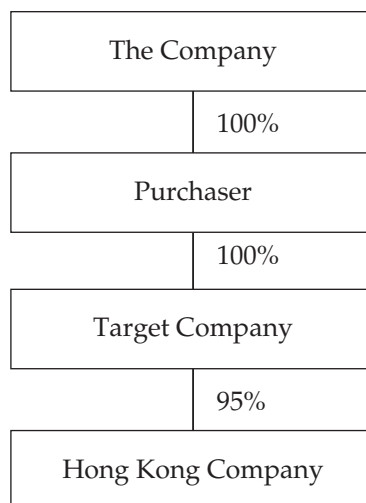 The Company
100%
Purchaser
100%
Target Company
95%
Hong Kong Company